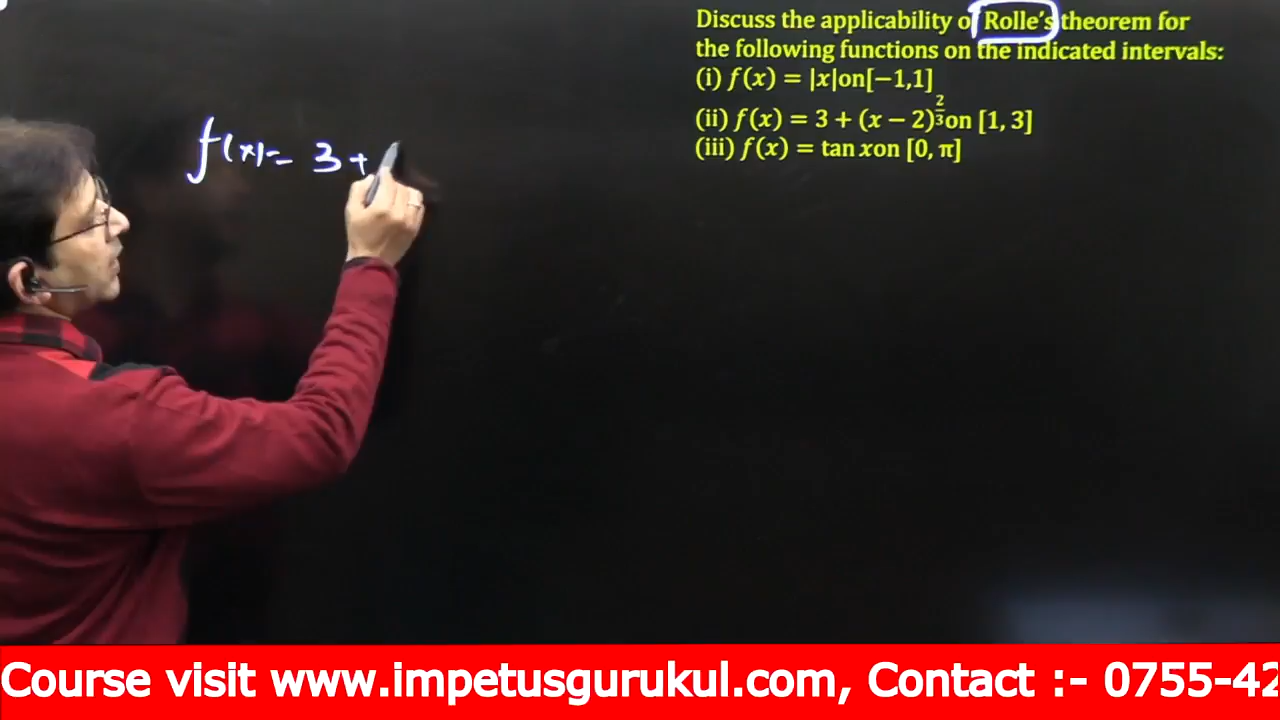 Discuss the applicability of Rolle's theorem for
the following functions on the indicated intervals:
(i) f(x) = |x|on[−1,1]
(ii) f(x) = 3 + (x − 2)^{2/3}on [1, 3]
(iii) f(x) = tan xon [0, π]
f(x)= 3+
Course visit www.impetusgurukul.com, Contact :- 0755-42